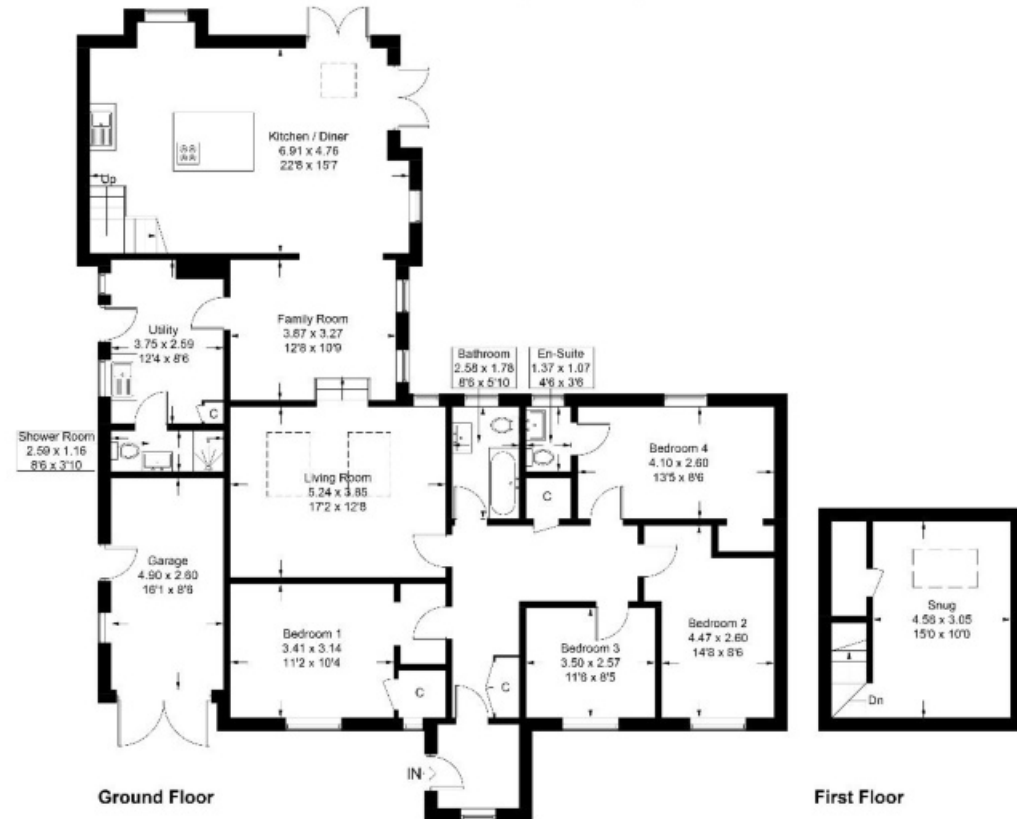 Kitchen / Diner
6.91 x 4.76
22'8 x 15'7
Up
Utility
3.75 x 2.59
12'4 x 8'6
Family Room
3.87 x 3.27
12'8 x 10'9
C
Bathroom
2.58 x 1.78
8'6 x 5'10
En-Suite
1.37 x 1.07
4'6 x 3'6
Shower Room
2.59 x 1.16
8'6 x 3'10
Living Room
5.24 x 3.85
17'2 x 12'8
C
Bedroom 4
4.10 x 2.60
13'5 x 8'6
Garage
4.90 x 2.60
16'1 x 8'6
Bedroom 1
3.41 x 3.14
11'2 x 10'4
C
C
Bedroom 3
3.50 x 2.57
11'6 x 8'5
Bedroom 2
4.47 x 2.60
14'8 x 8'6
Snug
4.58 x 3.05
15'0 x 10'0
Dn
IN
Ground Floor
First Floor